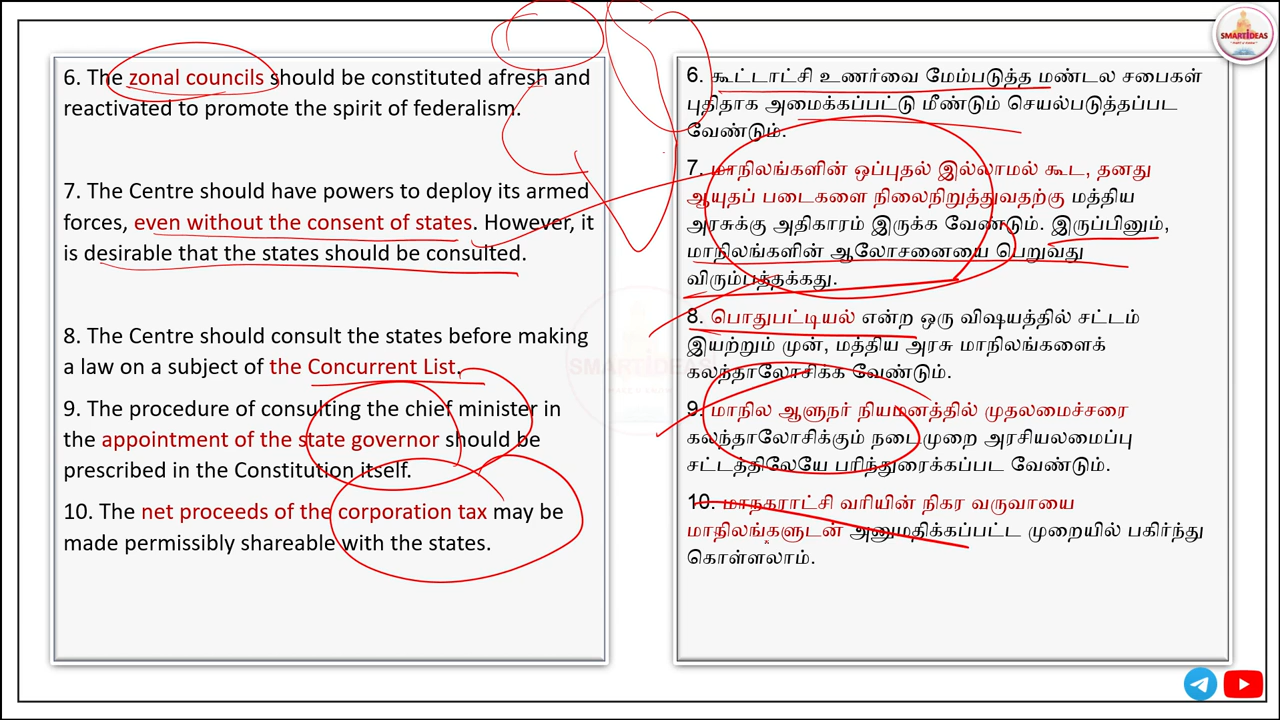 SMARTIDEAS
6. The zonal councils should be constituted afresh and
reactivated to promote the spirit of federalism.
7. The Centre should have powers to deploy its armed
forces, even without the consent of states. However, it
is desirable that the states should be consulted.
8. The Centre should consult the states before making
a law on a subject of the Concurrent List.
9. The procedure of consulting the chief minister in
the appointment of the state governor should be
prescribed in the Constitution itself.
10. The net proceeds of the corporation tax may be
made permissibly shareable with the states.
6. கூட்டாட்சி உணர்வை மேம்படுத்த மண்டல சபைகள்
புதிதாக அமைக்கப்பட்டு மீண்டும் செயல்படுத்தப்பட
வேண்டும்.
7. மாநிலங்களின் ஒப்புதல் இல்லாமல் கூட, தனது
ஆயுதப் படைகளை நிலைநிறுத்துவதற்கு மத்திய
அரசுக்கு அதிகாரம் இருக்க வேண்டும். இருப்பினும்,
மாநிலங்களின் ஆலோசனையை பெறுவது
விரும்பத்தக்கது.
8. பொதுபட்டியல் என்ற ஒரு விஷயத்தில் சட்டம்
இயற்றும் முன், மத்திய அரசு மாநிலங்களைக்
கலந்தாலோசிக்க வேண்டும்.
9. மாநில ஆளுநர் நியமனத்தில் முதலமைச்சரை
கலந்தாலோசிக்கும் நடைமுறை அரசியலமைப்பு
சட்டத்திலேயே பரிந்துரைக்கப்பட வேண்டும்.
10. மாநகராட்சி வரியின் நிகர வருவாயை
மாநிலங்களுடன் அனுமதிக்கப்பட்ட முறையில் பகிர்ந்து
கொள்ளலாம்.
SMARTIDEAS